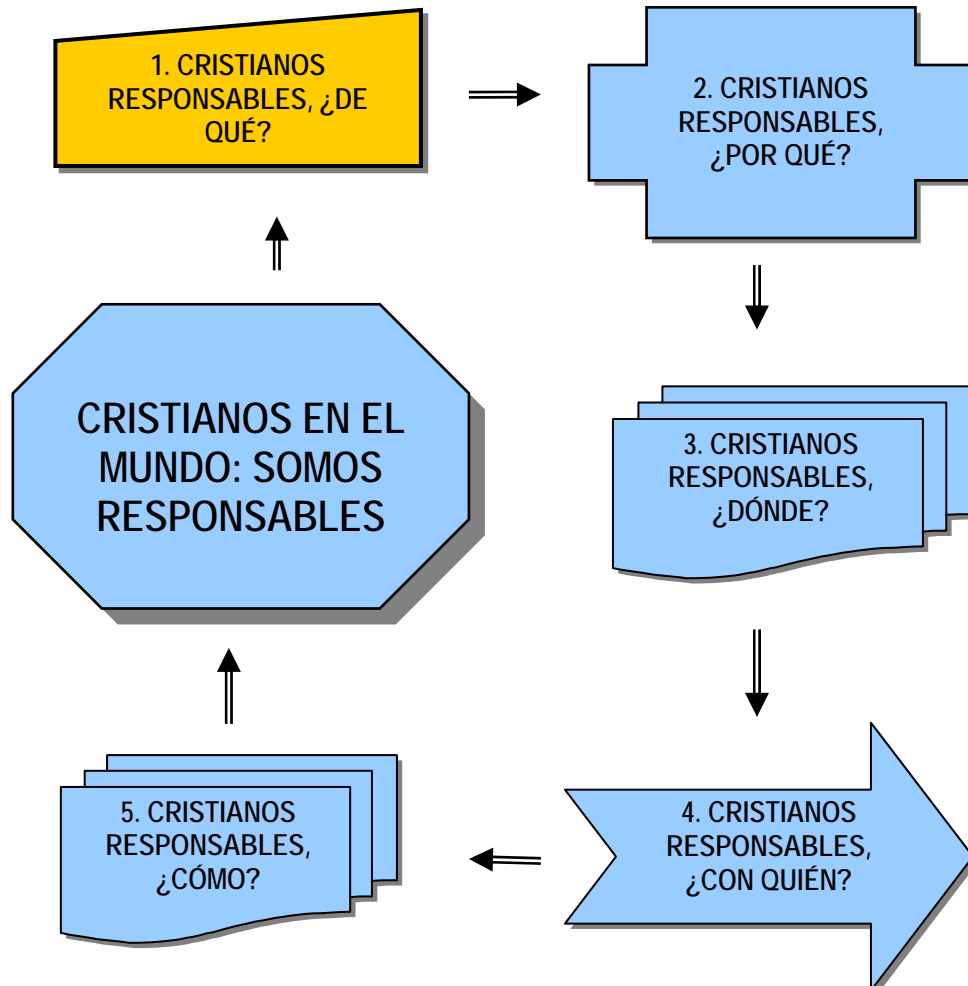 1. CRISTIANOS
RESPONSABLES, ¿DE
QUÉ?
2. CRISTIANOS
RESPONSABLES,
¿POR QUÉ?
CRISTIANOS EN EL
MUNDO: SOMOS
RESPONSABLES
3. CRISTIANOS
RESPONSABLES,
¿DÓNDE?
4. CRISTIANOS
RESPONSABLES,
¿CON QUIÉN?
5. CRISTIANOS
RESPONSABLES,
¿CÓMO?